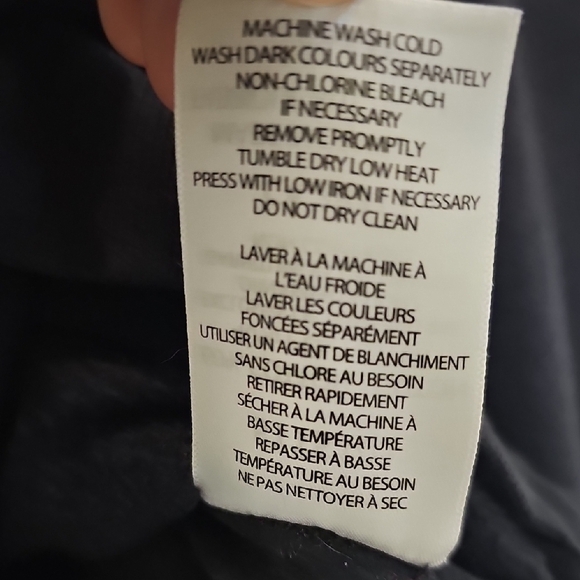 MACHINE WASH COLD
WASH DARK COLOURS SEPARATELY
NON-CHLORINE BLEACH
IF NECESSARY
REMOVE PROMPTLY
TUMBLE DRY LOW HEAT
PRESS WITH LOW IRON IF NECESSARY
DO NOT DRY CLEAN
LAVER À LA MACHINE À
L'EAU FROIDE
LAVER LES COULEURS
FONCÉES SÉPARÉMENT
UTILISER UN AGENT DE BLANCHIMENT
SANS CHLORE AU BESOIN
RETIRER RAPIDEMENT
SÉCHER À LA MACHINE À
BASSE TEMPÉRATURE
REPASSER À BASSE
TEMPÉRATURE AU BESOIN
NE PAS NETTOYER À SEC